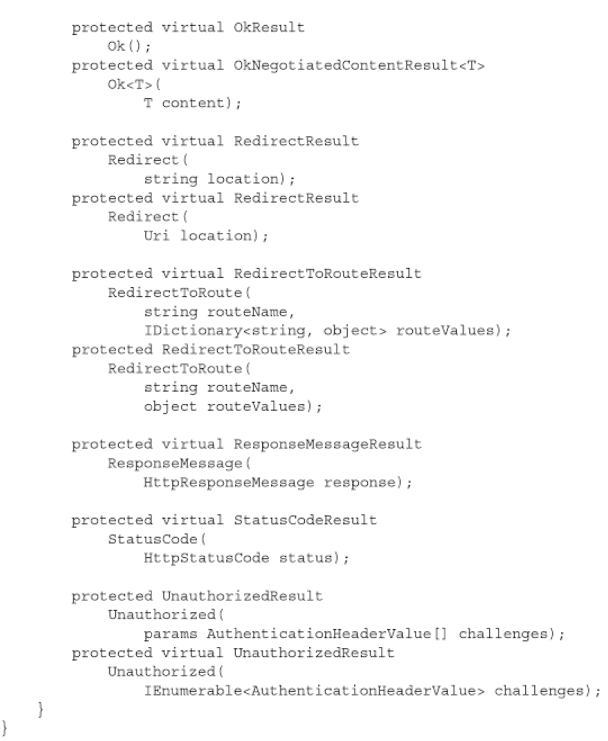 protected virtual OkResult
Ok();
protected virtual OkNegotiatedContentResult<T>
Ok<T>(
T content);
protected virtual RedirectResult
Redirect(
string location);
protected virtual RedirectResult
Redirect(
Uri location);
protected virtual RedirectToRouteResult
RedirectToRoute(
string routeName,
IDictionary<string, object> routeValues);
protected RedirectToRouteResult
RedirectToRoute(
string routeName,
object routeValues);
protected virtual ResponseMessageResult
ResponseMessage(
HttpResponseMessage response);
protected virtual StatusCodeResult
StatusCode(
HttpStatusCode status);
protected UnauthorizedResult
Unauthorized(
params AuthenticationHeaderValue[] challenges);
protected virtual UnauthorizedResult
Unauthorized(
IEnumerable<AuthenticationHeaderValue> challenges);
}
}